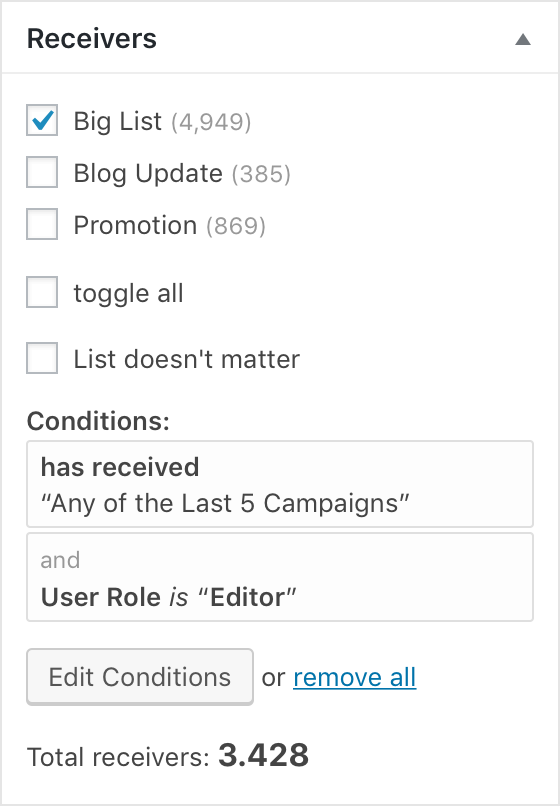 Receivers
Big List (4,949)
Blog Update (385)
Promotion (869)
toggle all
List doesn't matter
Conditions:
has received
“Any of the Last 5 Campaigns”
and
User Role is “Editor”
Edit Conditions or remove all
Total receivers: 3.428